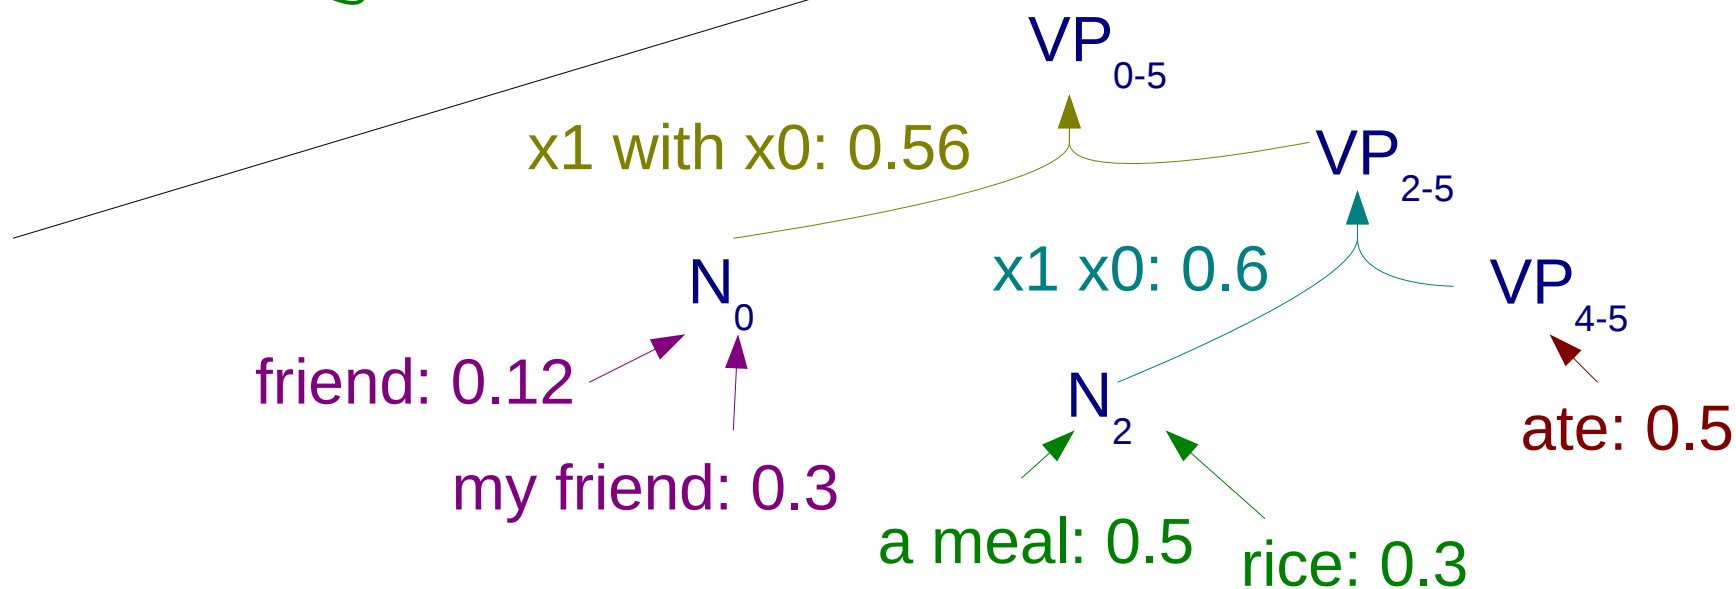 VP0-5
x1 with x0: 0.56
VP2-5
x1 x0: 0.6
N0
VP4-5
friend: 0.12
N2
ate: 0.5
my friend: 0.3
a meal: 0.5
rice: 0.3